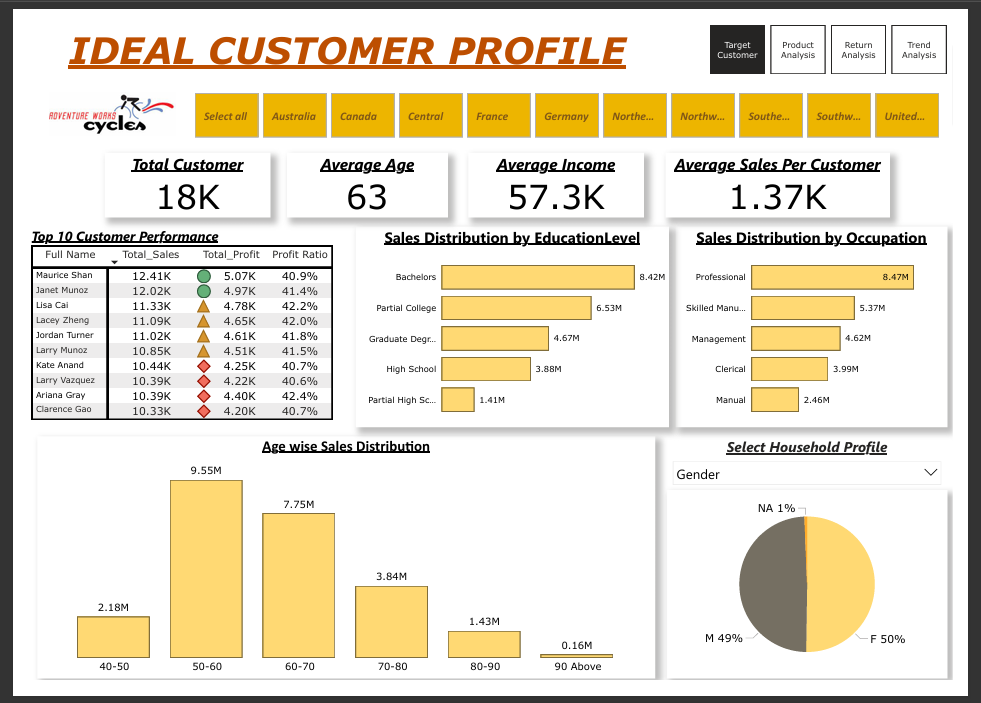 IDEAL CUSTOMER PROFILE
Target Customer
Product Analysis
Return Analysis
Trend Analysis
ADVENTURE WORKS
cycles
Select all
Australia
Canada
Central
France
Germany
Northe...
Northw...
Southe...
Southw...
United...
Total Customer
18K
Average Age
63
Average Income
57.3K
Average Sales Per Customer
1.37K
Top 10 Customer Performance
Full Name Total_Sales Total_Profit Profit Ratio
Maurice Shan 12.41K 5.07K 40.9%
Janet Munoz 12.02K 4.97K 41.4%
Lisa Cai 11.33K 4.78K 42.2%
Lacey Zheng 11.09K 4.65K 42.0%
Jordan Turner 11.02K 4.61K 41.8%
Larry Munoz 10.85K 4.51K 41.5%
Kate Anand 10.44K 4.25K 40.7%
Larry Vazquez 10.39K 4.22K 40.6%
Ariana Gray 10.39K 4.40K 42.4%
Clarence Gao 10.33K 4.20K 40.7%
Sales Distribution by EducationLevel
Bachelors 8.42M
Partial College 6.53M
Graduate Degr... 4.67M
High School 3.88M
Partial High Sc... 1.41M
Sales Distribution by Occupation
Professional 8.47M
Skilled Manu... 5.37M
Management 4.62M
Clerical 3.99M
Manual 2.46M
Age wise Sales Distribution
2.18M
9.55M
7.75M
3.84M
1.43M
0.16M
40-50
50-60
60-70
70-80
80-90
90 Above
Select Household Profile
Gender
NA 1%
M 49%
F 50%